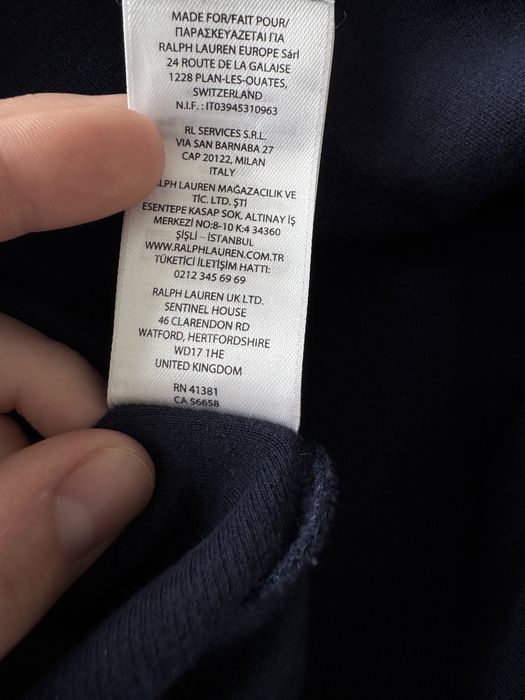 MADE FOR/FAIT POUR/
ΠΑΡΑΣΚΕΥΑΖΕΤΑΙ ΓΙΑ
RALPH LAUREN EUROPE Sárl
24 ROUTE DE LA GALAISE
1228 PLAN-LES-OUATES,
SWITZERLAND
N.I.F. : IT03945310963
RL SERVICES S.R.L.
VIA SAN BARNABA 27
CAP 20122, MILAN
ITALY
LPH LAUREN MAĞAZACILIK VE
TİC. LTD. ŞTİ
ESENTEPE KASAP SOK. ALTINAY İŞ
MERKEZİ NO:8-10 K:4 34360
ŞİŞLİ – İSTANBUL
WWW.RALPHLAUREN.COM.TR
TÜKETİCİ İLETİŞİM HATTI:
0212 345 69 69
RALPH LAUREN UK LTD.
SENTINEL HOUSE
46 CLARENDON RD
WATFORD, HERTFORDSHIRE
WD17 1HE
UNITED KINGDOM
RN 41381
CA 56658